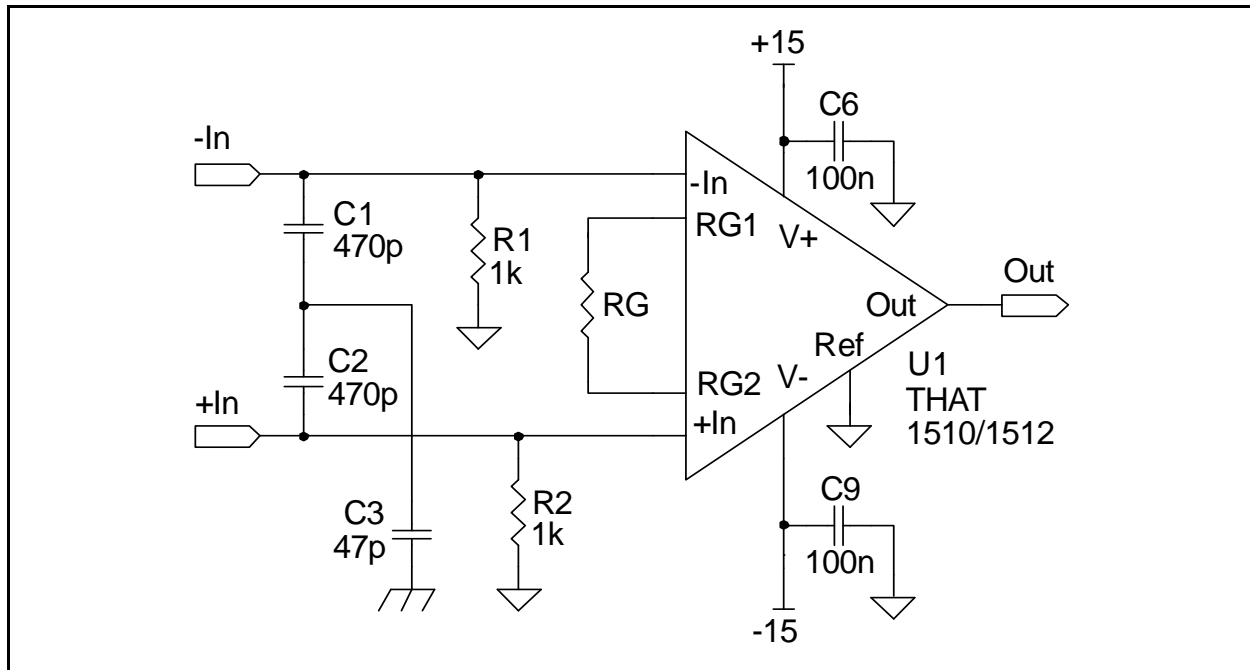 +15
C6
100n
-In
C1
470p
R1
1k
-In
RG1
V+
RG
Out
Out
C2
470p
Ref
V-
RG2
+In
+In
U1
THAT
1510/1512
C3
47p
R2
1k
C9
100n
-15